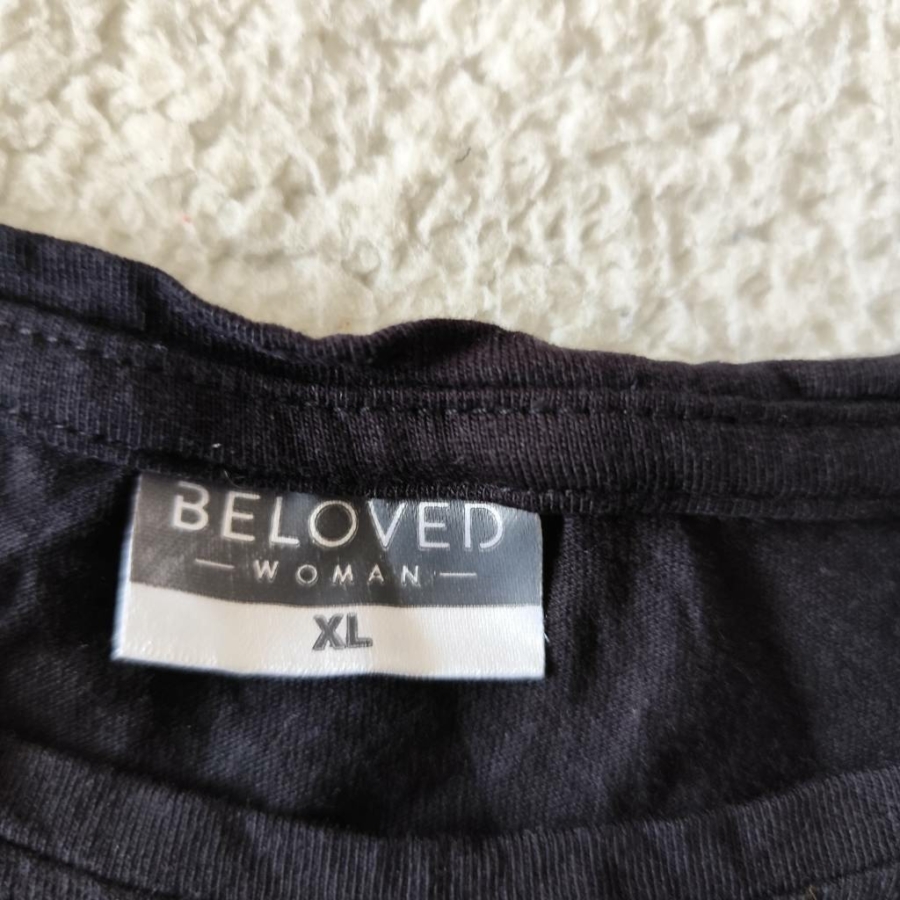 BELOVED
— WOMAN —
XL